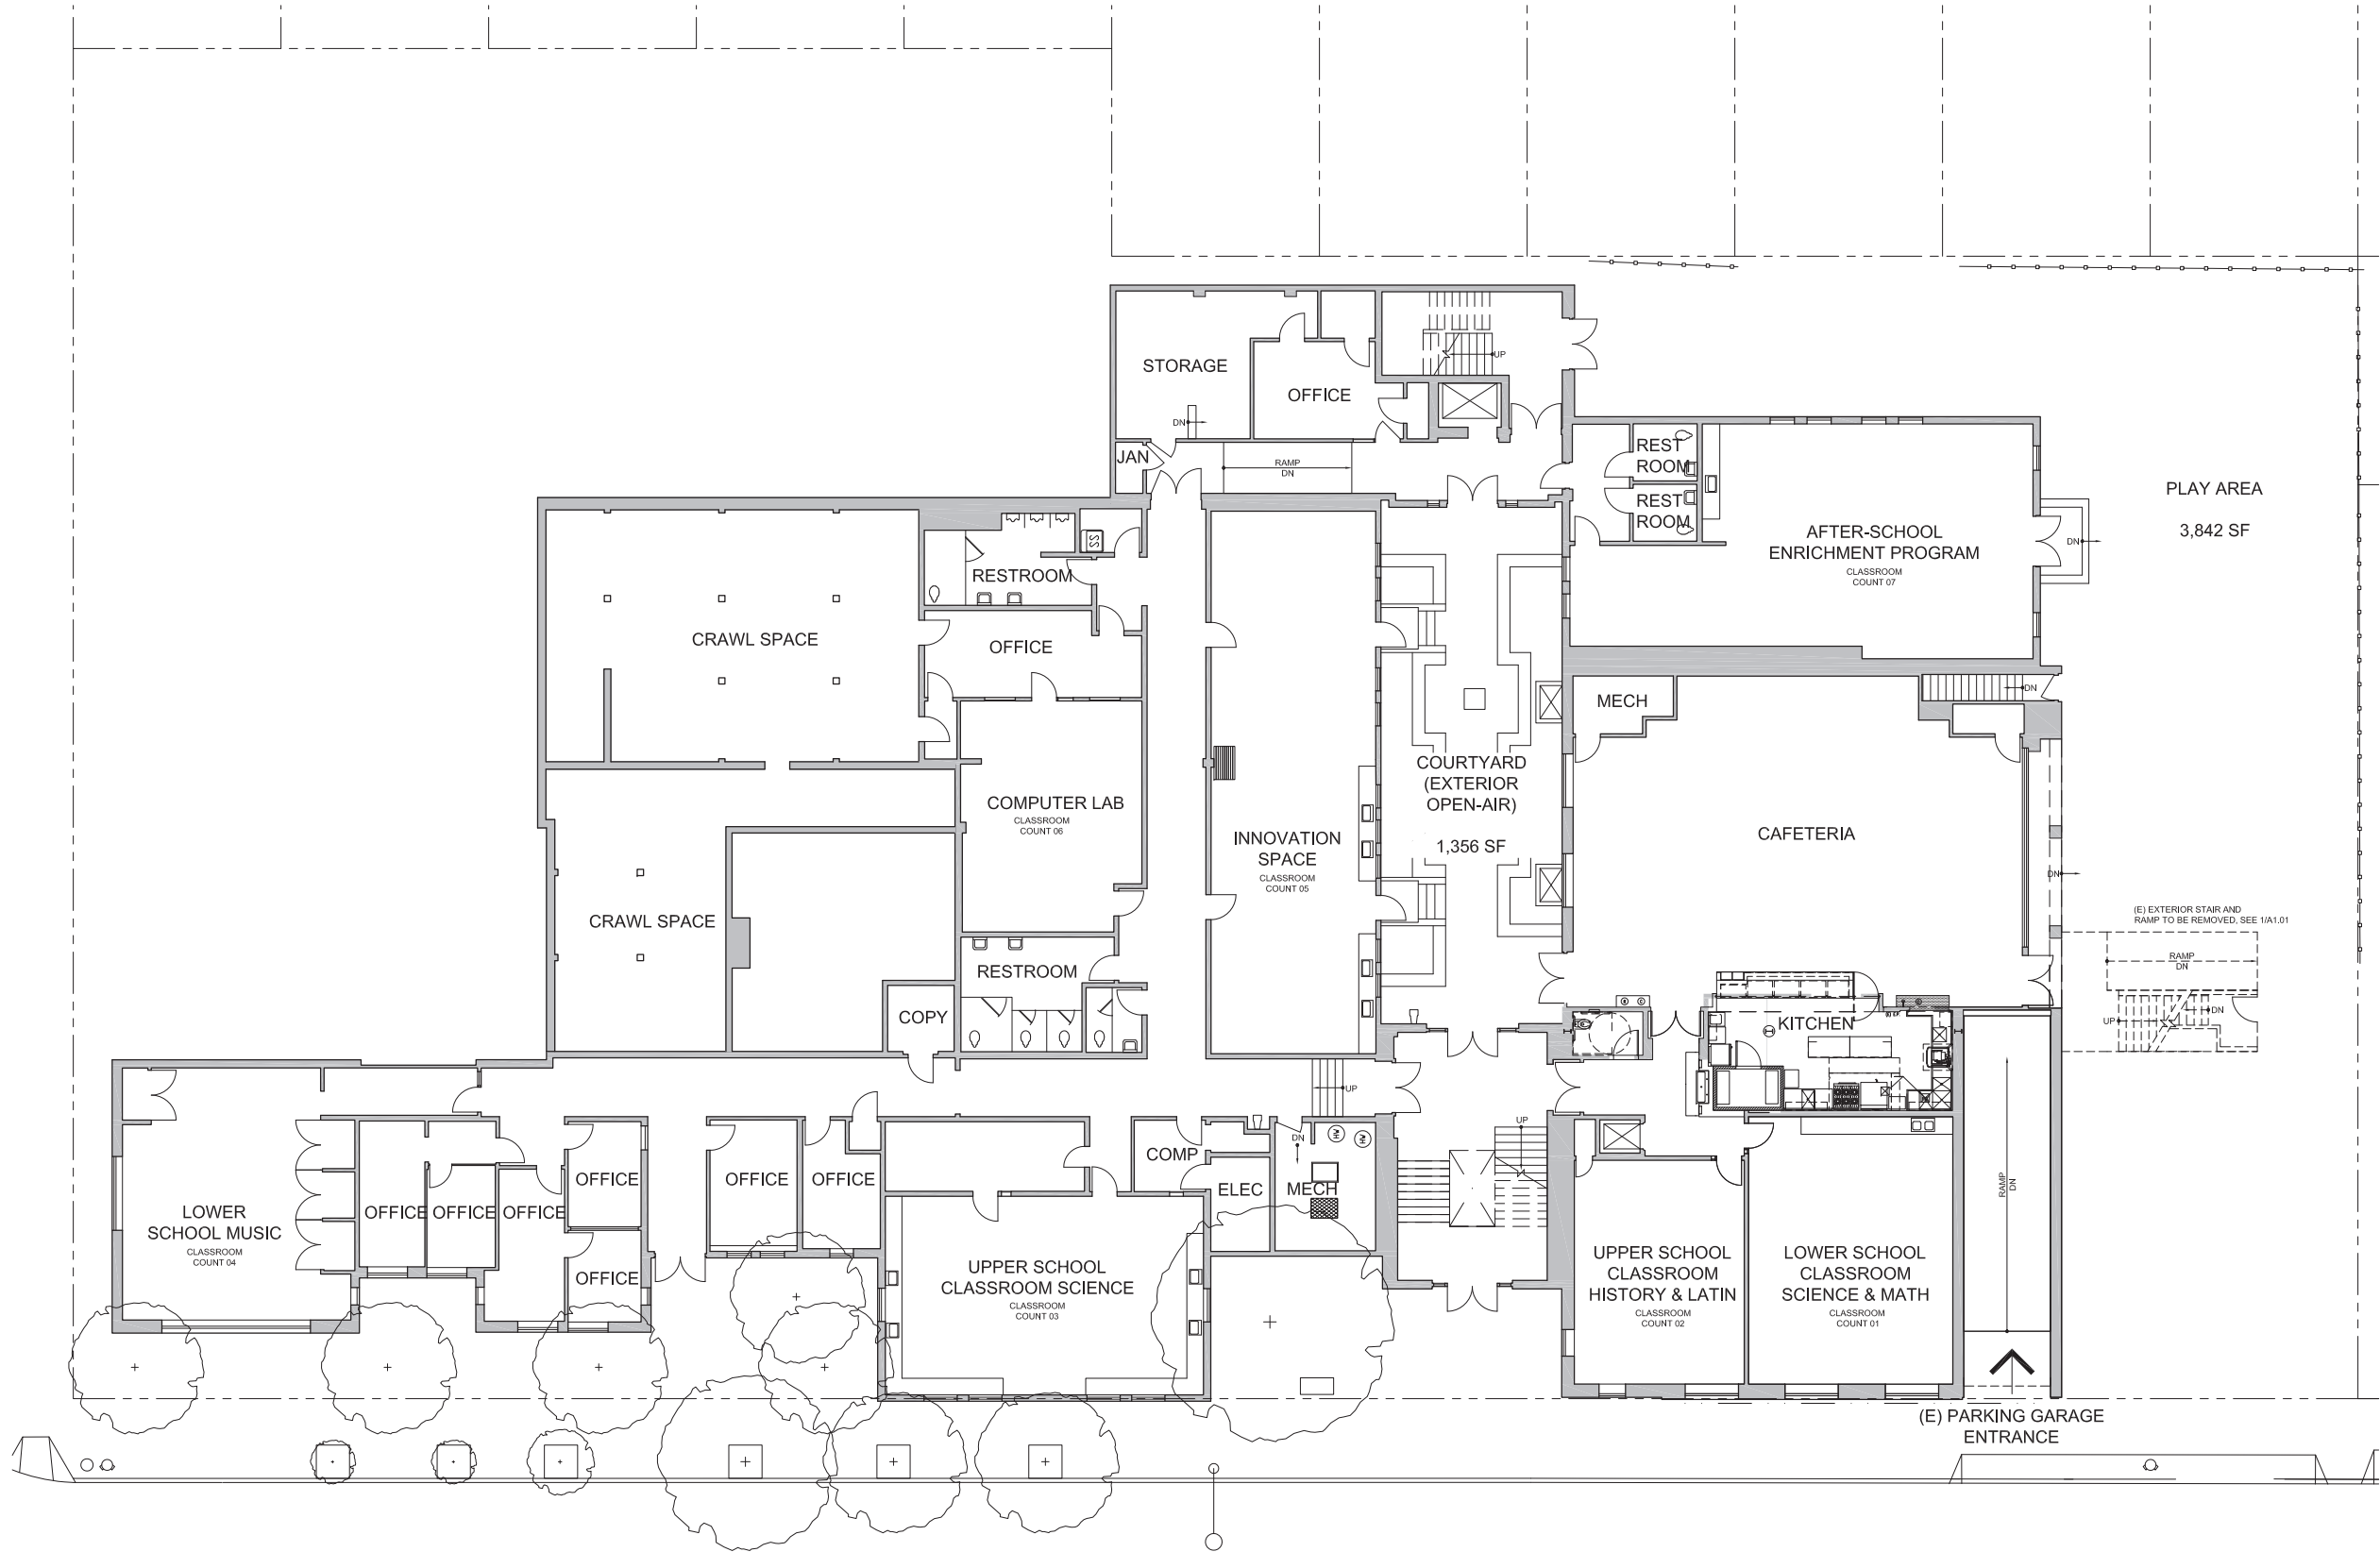 STORAGE
UP
OFFICE
DN
JAN
RAMP
DN
REST
ROOM
REST
ROOM
PLAY AREA
3,842 SF
AFTER-SCHOOL
ENRICHMENT PROGRAM
CLASSROOM
COUNT 07
DN
RESTROOM
CRAWL SPACE
OFFICE
MECH
DN
COURTYARD
(EXTERIOR
OPEN-AIR)
1,356 SF
COMPUTER LAB
CLASSROOM
COUNT 06
INNOVATION
SPACE
CLASSROOM
COUNT 05
CAFETERIA
DN
CRAWL SPACE
(E) EXTERIOR STAIR AND
RAMP TO BE REMOVED, SEE 1/A1.01
RAMP
DN
UP
DN
RESTROOM
COPY
KITCHEN
UP
UP
DN
HW
HW
COMP
ELEC
MECH
OFFICE
OFFICE
OFFICE
OFFICE
OFFICE
OFFICE
OFFICE
LOWER
SCHOOL MUSIC
CLASSROOM
COUNT 04
UPPER SCHOOL
CLASSROOM SCIENCE
CLASSROOM
COUNT 03
UPPER SCHOOL
CLASSROOM
HISTORY & LATIN
CLASSROOM
COUNT 02
LOWER SCHOOL
CLASSROOM
SCIENCE & MATH
CLASSROOM
COUNT 01
RAMP
DN
(E) PARKING GARAGE
ENTRANCE